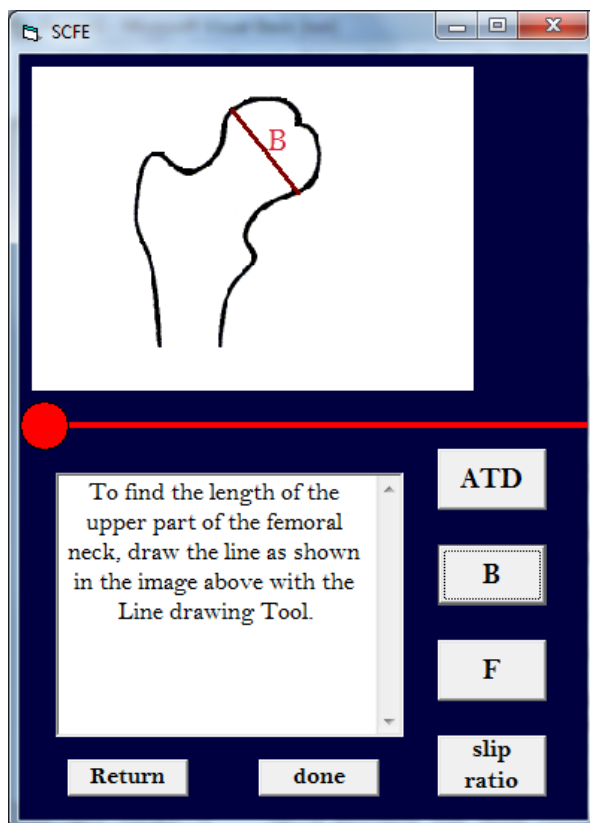 SCFE
B
ATD
To find the length of the
upper part of the femoral
neck, draw the line as shown
in the image above with the
Line drawing Tool.
B
F
slip
ratio
Return
done